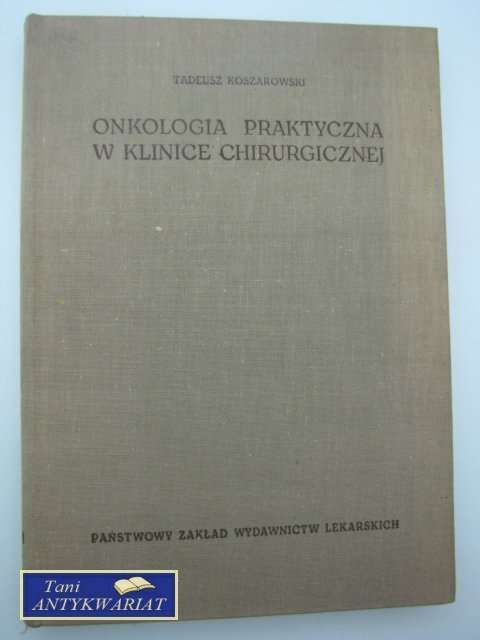 TADEUSZ KOSZAROWSKI
ONKOLOGIA PRAKTYCZNA
W KLINICE CHIRURGICZNEJ
PAŃSTWOWY ZAKŁAD WYDAWNICTW LEKARSKICH
Tani
ANTYKWARIAT